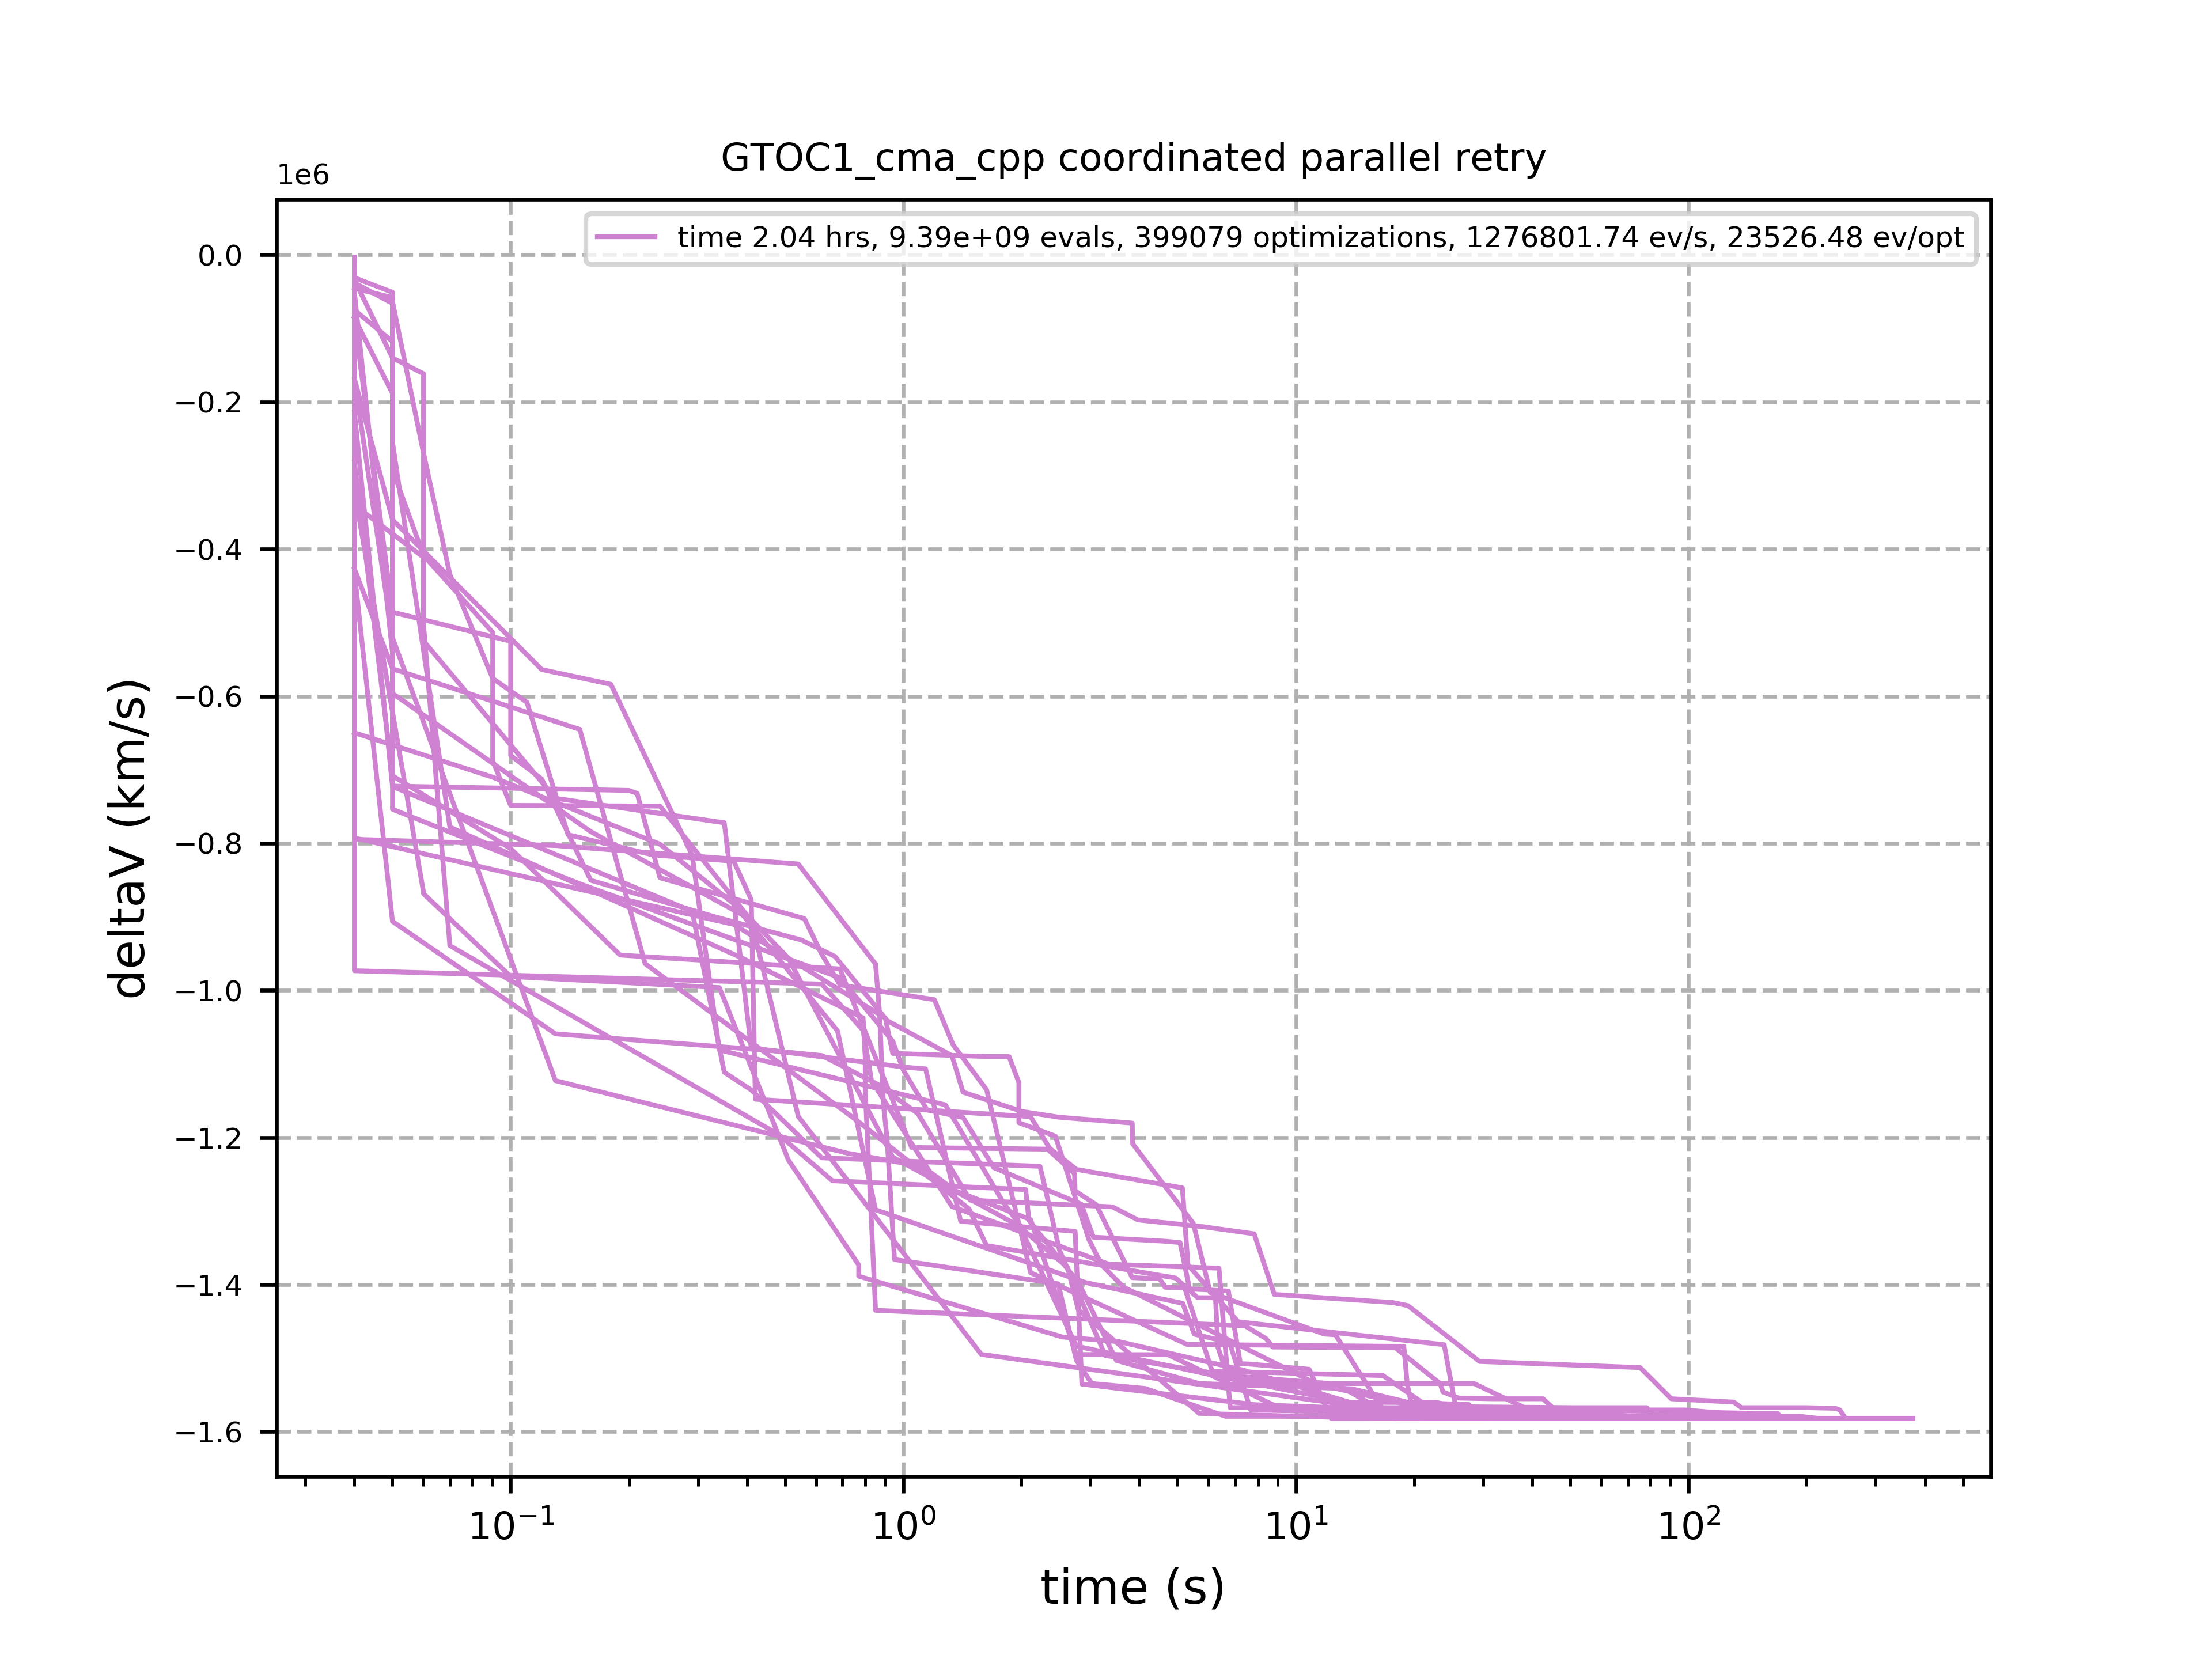 GTOC1_cma_cpp coordinated parallel retry
1e6
time 2.04 hrs, 9.39e+09 evals, 399079 optimizations, 1276801.74 ev/s, 23526.48 ev/opt
0.0
−0.2
−0.4
−0.6
−0.8
−1.0
−1.2
−1.4
−1.6
deltaV (km/s)
10⁻¹ 10⁰ 10¹ 10²
time (s)